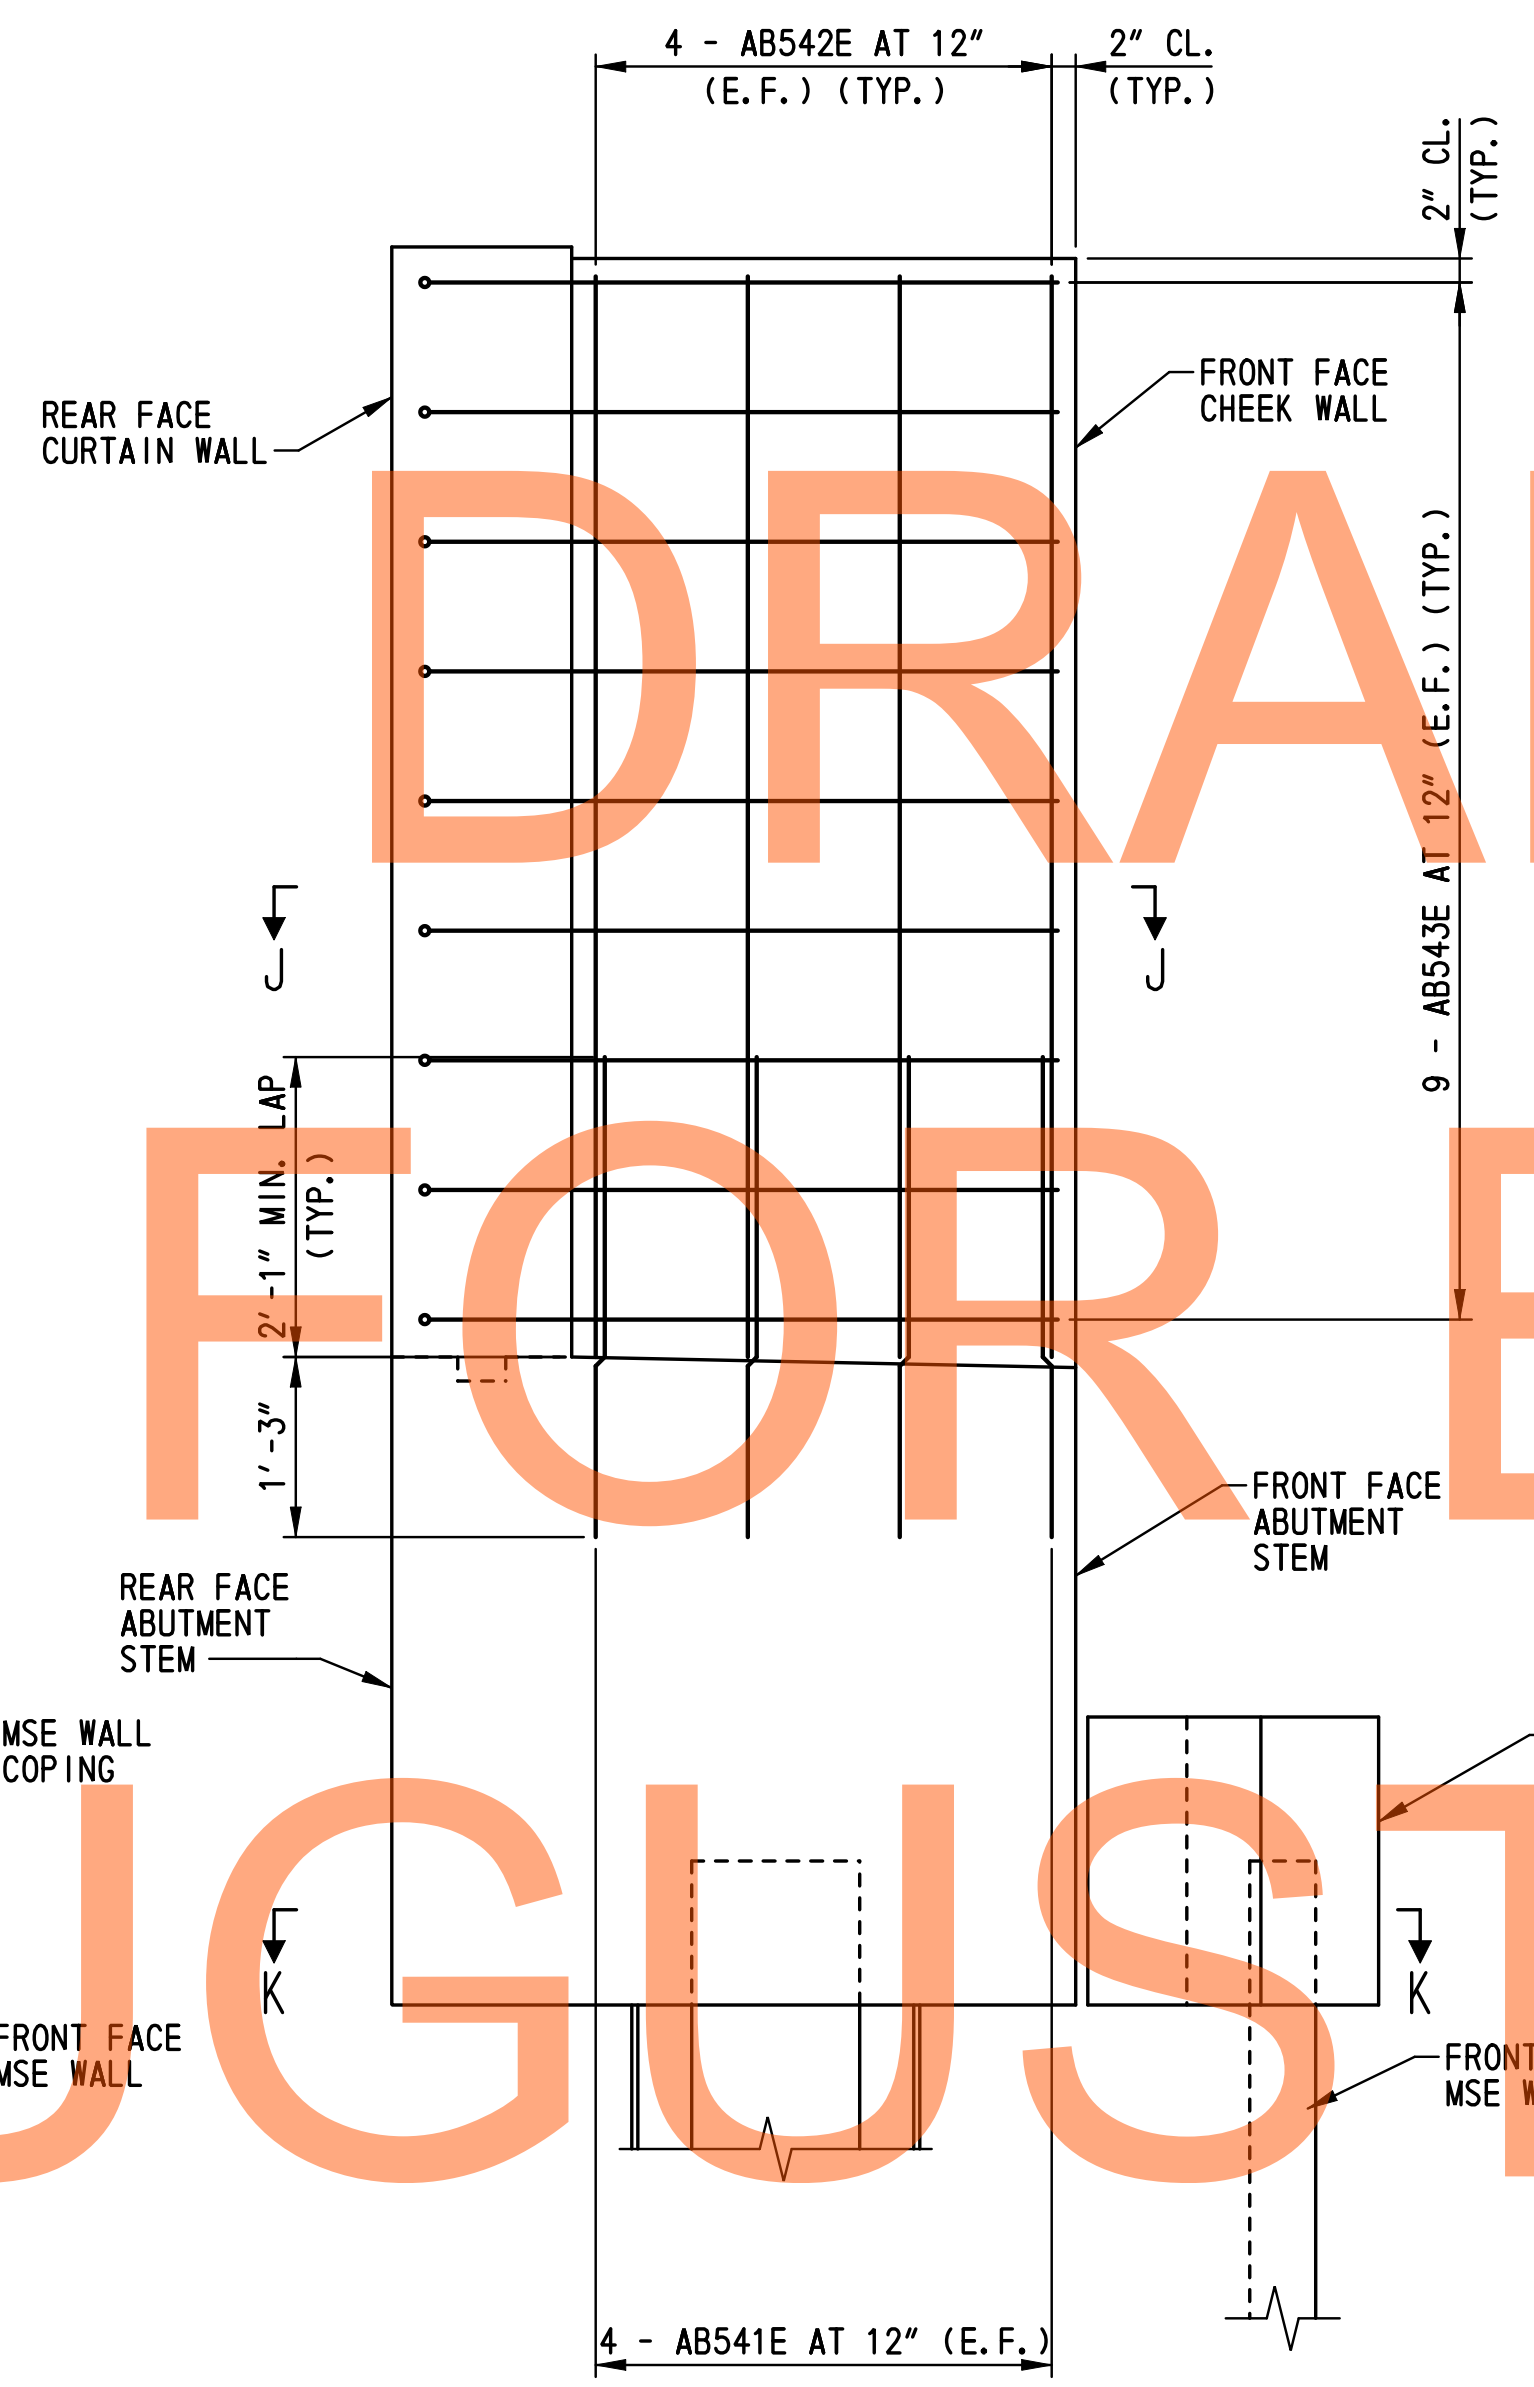 4 - AB542E AT 12"
(E.F.) (TYP.)
2" CL.
(TYP.)
2" CL.
(TYP.)
REAR FACE
CURTAIN WALL
FRONT FACE
CHEEK WALL
9 - AB543E AT 12" (E.F.) (TYP.)
DRA
J
J
2'-1" MIN. LAP
(TYP.)
FOR
1'-3"
FRONT FACE
ABUTMENT
STEM
REAR FACE
ABUTMENT
STEM
MSE WALL
COPING
UGUST
K
K
FRONT FACE
MSE WALL
FRONT
MSE
4 - AB541E AT 12" (E.F.)